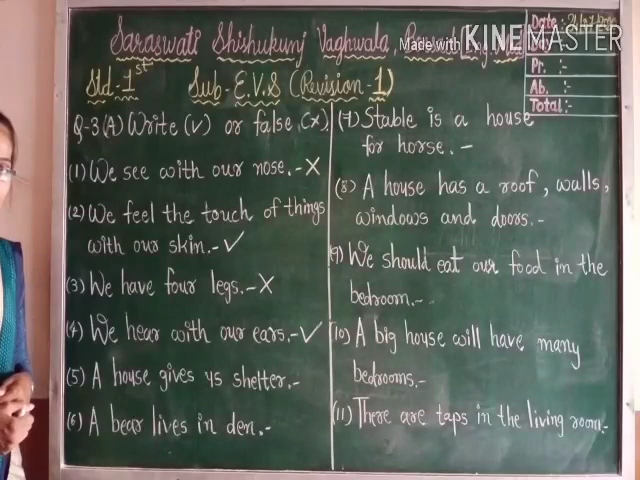 Saraswati Shishukunj Vaghwala,
Made with KINEMASTER
Date :-
Pr. :-
Ab. :-
Total:-
Std-1st Sub-E.V.S (Revision-1)
Q-3(A) Write (✓) or false (x).
(1) We see with our nose.-X
(2) We feel the touch of things
with our skin.-✓
(3) We have four legs.-X
(4) We hear with our ears.-✓
(5) A house gives us shelter.-
(6) A bear lives in den.-
(7) Stable is a house
for horse.-
(8) A house has a roof, walls,
windows and doors.-
(9) We should eat our food in the
bedroom.-
(10) A big house will have many
bedrooms.-
(11) There are taps in the living room.-